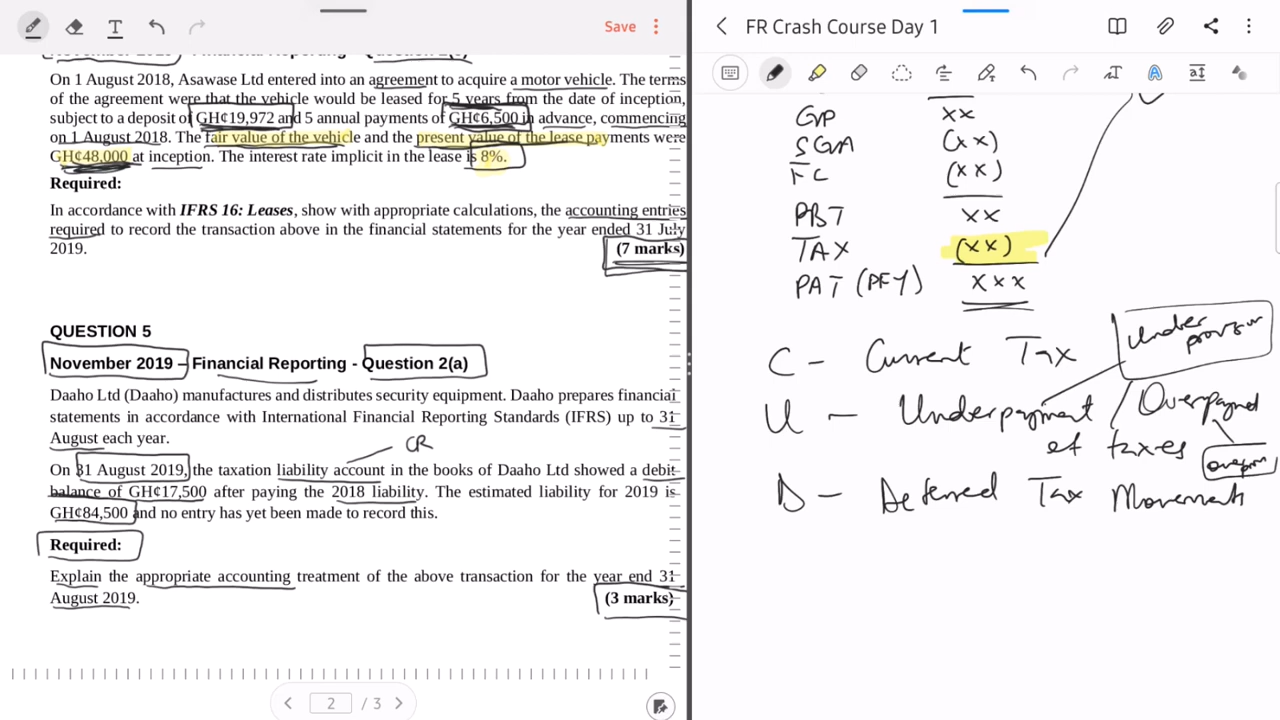 Save
On 1 August 2018, Asawase Ltd entered into an agreement to acquire a motor vehicle. The terms
of the agreement were that the vehicle would be leased for 5 years from the date of inception,
subject to a deposit of GH¢19,972 and 5 annual payments of GH¢6,500 in advance, commencing
on 1 August 2018. The fair value of the vehicle and the present value of the lease payments were
GH¢48,000 at inception. The interest rate implicit in the lease is 8%.
Required:
In accordance with IFRS 16: Leases, show with appropriate calculations, the accounting entries
required to record the transaction above in the financial statements for the year ended 31 July
2019.
(7 marks)
QUESTION 5
November 2019 – Financial Reporting - Question 2(a)
Daaho Ltd (Daaho) manufactures and distributes security equipment. Daaho prepares financial
statements in accordance with International Financial Reporting Standards (IFRS) up to 31
August each year.
CR
On 31 August 2019, the taxation liability account in the books of Daaho Ltd showed a debit
balance of GH¢17,500 after paying the 2018 liability. The estimated liability for 2019 is
GH¢84,500 and no entry has yet been made to record this.
Required:
Explain the appropriate accounting treatment of the above transaction for the year end 31
August 2019.
(3 marks)
2 / 3
FR Crash Course Day 1
GP xx
SGA (xx)
FC (xx)
PBT xx
TAX (xx)
PAT (PFY) xxx
Under
provision
C - Current Tax
U - Underpayment / Overpayment
of taxes
D - Deferred Tax Movement